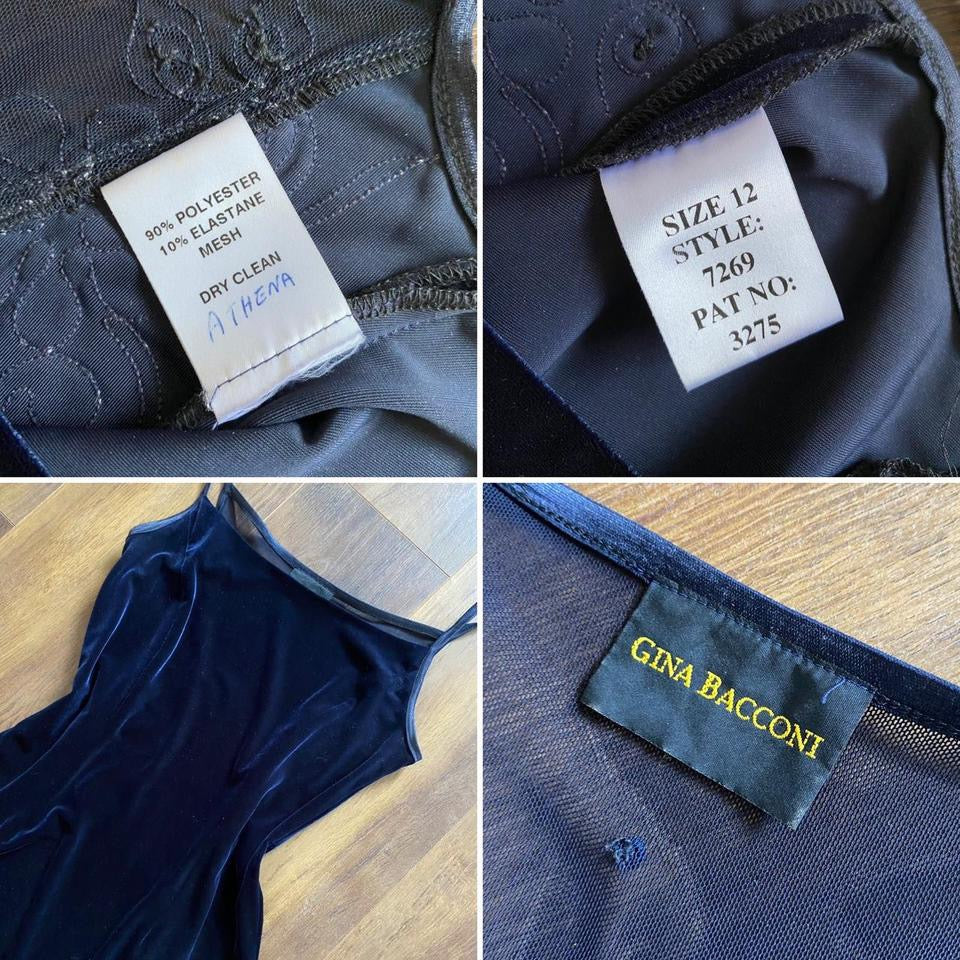 90% POLYESTER
10% ELASTANE
MESH
DRY CLEAN
ATHENA
SIZE 12
STYLE:
7269
PAT NO:
3275
GINA BACCONI